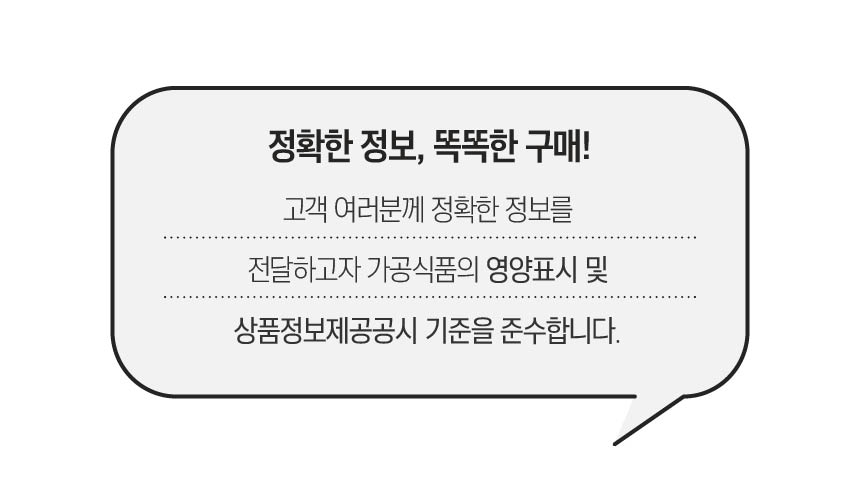 정확한 정보, 똑똑한 구매!
고객 여러분께 정확한 정보를
전달하고자 가공식품의 영양표시 및
상품정보제공공시 기준을 준수합니다.